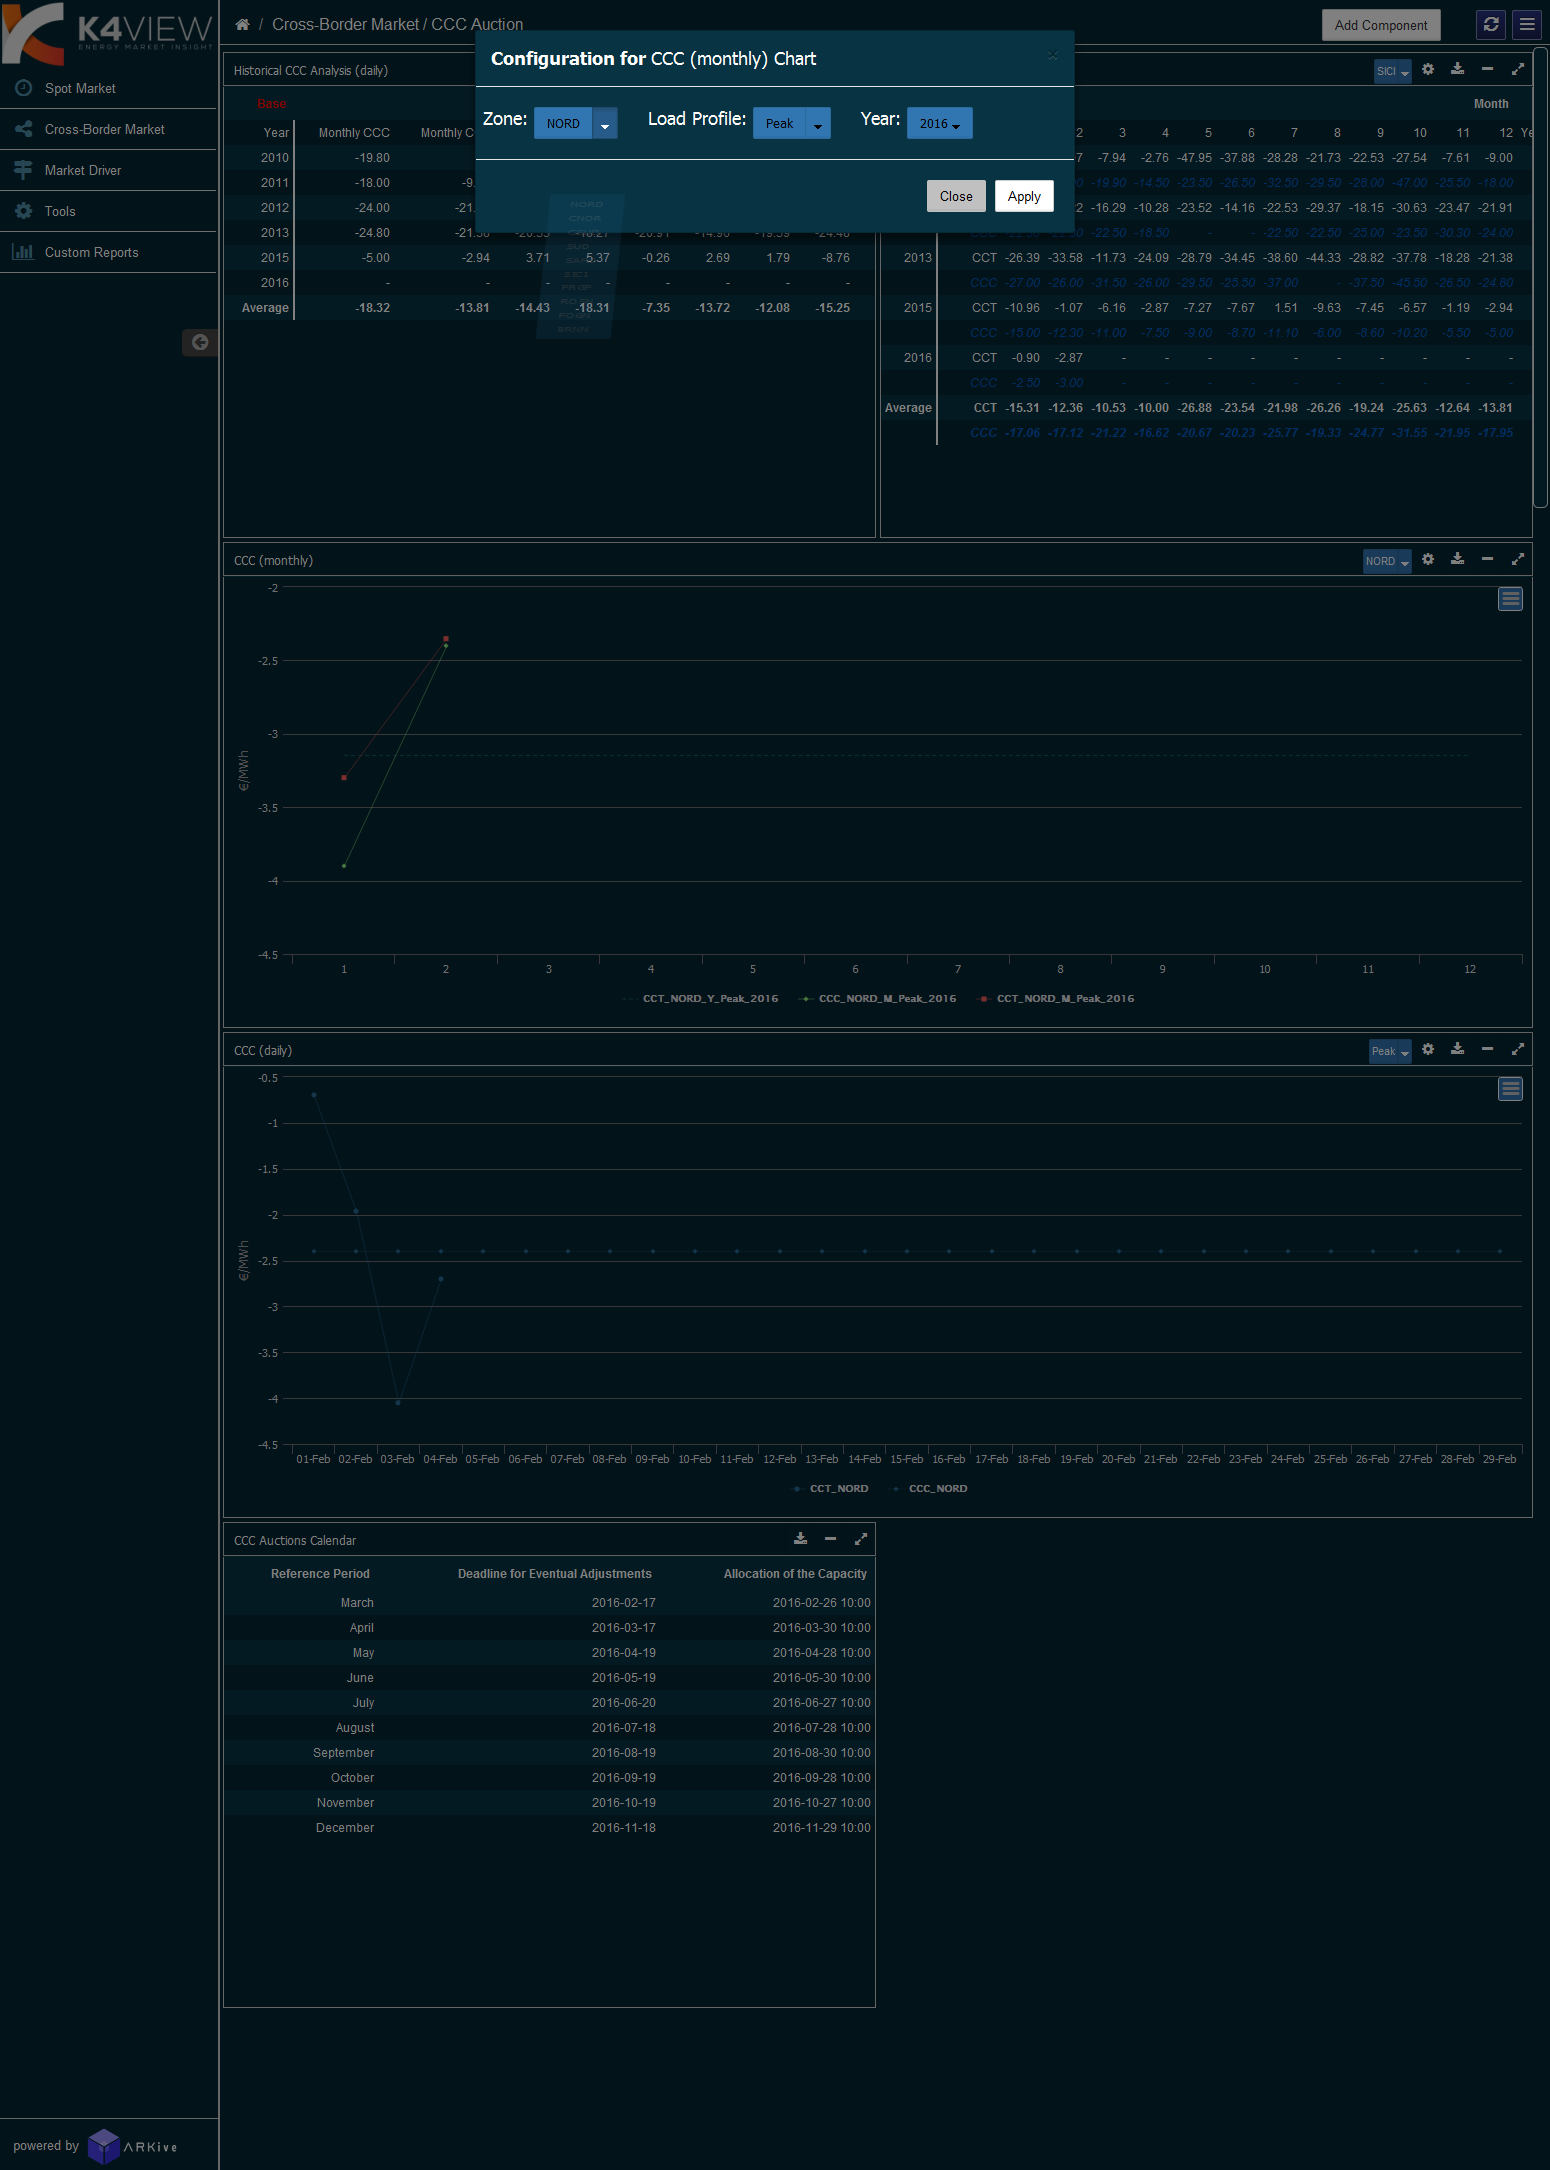 K4VIEW
ENERGY MARKET INSIGHT
/ Cross-Border Market / CCC Auction
Add Component
Spot Market
Cross-Border Market
Market Driver
Tools
Custom Reports
Configuration for CCC (monthly) Chart
Zone: NORD Load Profile: Peak Year: 2016
Close Apply
NORD
CNOR
SUD
SARD
SICI
PRGP
ROSN
FOGN
BRNN
Historical CCC Analysis (daily)
Base
Year Monthly CCC
2010 -19.80
2011 -18.00
2012 -24.00
2013 -24.80
2015 -5.00 -2.94 3.71 5.37 -0.26 2.69 1.79 -8.76
2016 - - - - - - - -
Average -18.32 -13.81 -14.43 -18.31 -7.35 -13.72 -12.08 -15.25
SICI
Month
2 3 4 5 6 7 8 9 10 11 12
-7.94 -2.76 -47.95 -37.88 -28.28 -21.73 -22.53 -27.54 -7.61 -9.00
-19.90 -14.50 -23.50 -26.50 -32.50 -29.50 -28.00 -47.00 -25.50 -18.00
-16.29 -10.28 -23.52 -14.16 -22.53 -29.37 -18.15 -30.63 -23.47 -21.91
-22.50 -18.50 - - -22.50 -22.50 -25.00 -23.50 -30.30 -24.00
2013 CCT -26.39 -33.58 -11.73 -24.09 -28.79 -34.45 -38.60 -44.33 -28.82 -37.78 -18.28 -21.38
CCC -27.00 -26.00 -31.50 -26.00 -29.50 -25.50 -37.00 - -37.50 -45.50 -26.50 -24.80
2015 CCT -10.96 -1.07 -6.16 -2.87 -7.27 -7.67 1.51 -9.63 -7.45 -6.57 -1.19 -2.94
CCC -15.00 -12.30 -11.00 -7.50 -9.00 -8.70 -11.10 -6.00 -8.60 -10.20 -5.50 -5.00
2016 CCT -0.90 -2.87 - - - - - - - - - -
CCC -2.50 -3.00 - - - - - - - - - -
Average CCT -15.31 -12.36 -10.53 -10.00 -26.88 -23.54 -21.98 -26.26 -19.24 -25.63 -12.64 -13.81
CCC -17.06 -17.12 -21.22 -16.62 -20.67 -20.23 -25.77 -19.33 -24.77 -31.55 -21.95 -17.95
CCC (monthly)
NORD
-2
-2.5
-3
-3.5
-4
-4.5
€/MWh
1 2 3 4 5 6 7 8 9 10 11 12
CCT_NORD_Y_Peak_2016 CCC_NORD_M_Peak_2016 CCT_NORD_M_Peak_2016
CCC (daily)
Peak
-0.5
-1
-1.5
-2
-2.5
-3
-3.5
-4
-4.5
€/MWh
01-Feb 02-Feb 03-Feb 04-Feb 05-Feb 06-Feb 07-Feb 08-Feb 09-Feb 10-Feb 11-Feb 12-Feb 13-Feb 14-Feb 15-Feb 16-Feb 17-Feb 18-Feb 19-Feb 20-Feb 21-Feb 22-Feb 23-Feb 24-Feb 25-Feb 26-Feb 27-Feb 28-Feb 29-Feb
CCT_NORD CCC_NORD
CCC Auctions Calendar
Reference Period Deadline for Eventual Adjustments Allocation of the Capacity
March 2016-02-17 2016-02-26 10:00
April 2016-03-17 2016-03-30 10:00
May 2016-04-19 2016-04-28 10:00
June 2016-05-19 2016-05-30 10:00
July 2016-06-20 2016-06-27 10:00
August 2016-07-18 2016-07-28 10:00
September 2016-08-19 2016-08-30 10:00
October 2016-09-19 2016-09-28 10:00
November 2016-10-19 2016-10-27 10:00
December 2016-11-18 2016-11-29 10:00
powered by ARKive